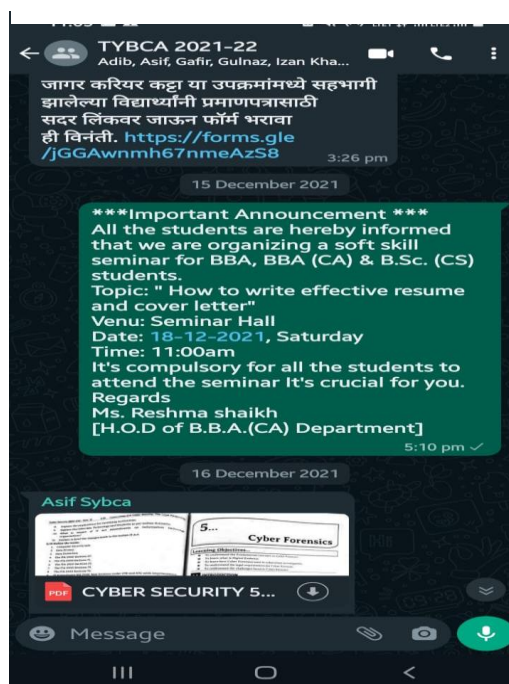 TYBCA 2021-22
Adib, Asif, Gafir, Gulnaz, Izan Kha...
जागर करियर कट्टा या उपक्रमांमध्ये सहभागी
झालेल्या विद्यार्थ्यांनी प्रमाणपत्रासाठी
सदर लिंकवर जाऊन फॉर्म भरावा
ही विनंती. https://forms.gle
/jGGAwnmh67nmeAzS8
3:26 pm
15 December 2021
***Important Announcement ***
All the students are hereby informed
that we are organizing a soft skill
seminar for BBA, BBA (CA) & B.Sc. (CS)
students.
Topic: " How to write effective resume
and cover letter"
Venu: Seminar Hall
Date: 18-12-2021, Saturday
Time: 11:00am
It's compulsory for all the students to
attend the seminar It's crucial for you.
Regards
Ms. Reshma shaikh
[H.O.D of B.B.A.(CA) Department]
5:10 pm
16 December 2021
Asif Sybca
5...
Cyber Forensics
Learning Objectives...
PDF CYBER SECURITY 5...
Message